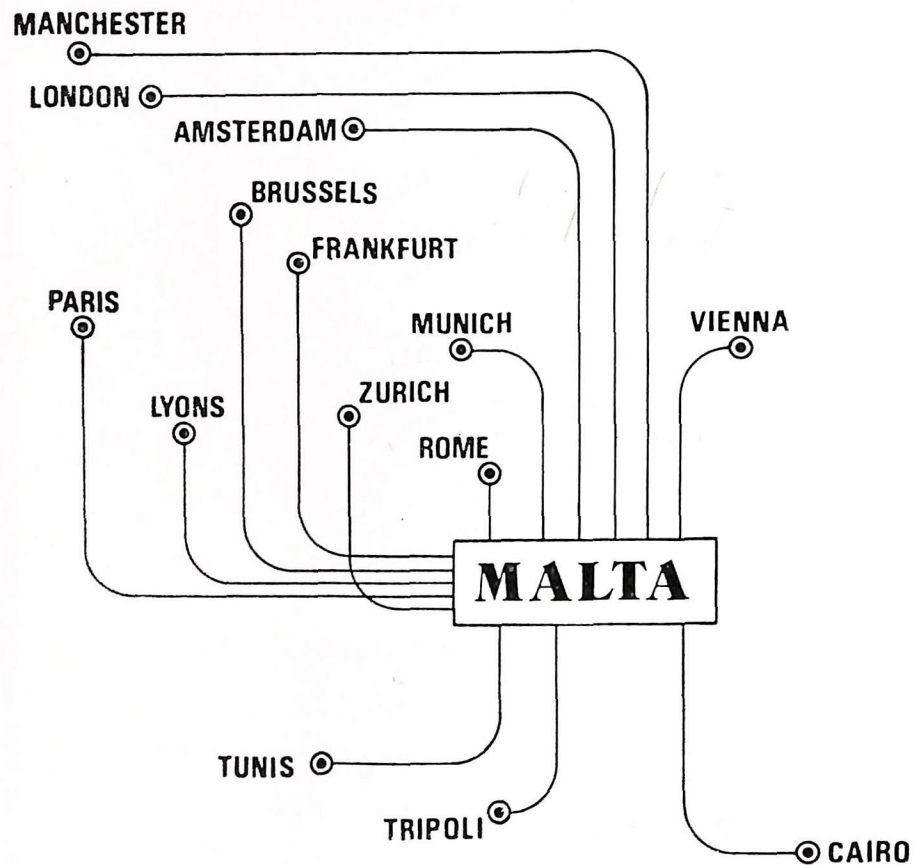 MANCHESTER
LONDON
AMSTERDAM
BRUSSELS
FRANKFURT
PARIS
MUNICH
VIENNA
ZURICH
LYONS
ROME
MALTA
TUNIS
TRIPOLI
CAIRO